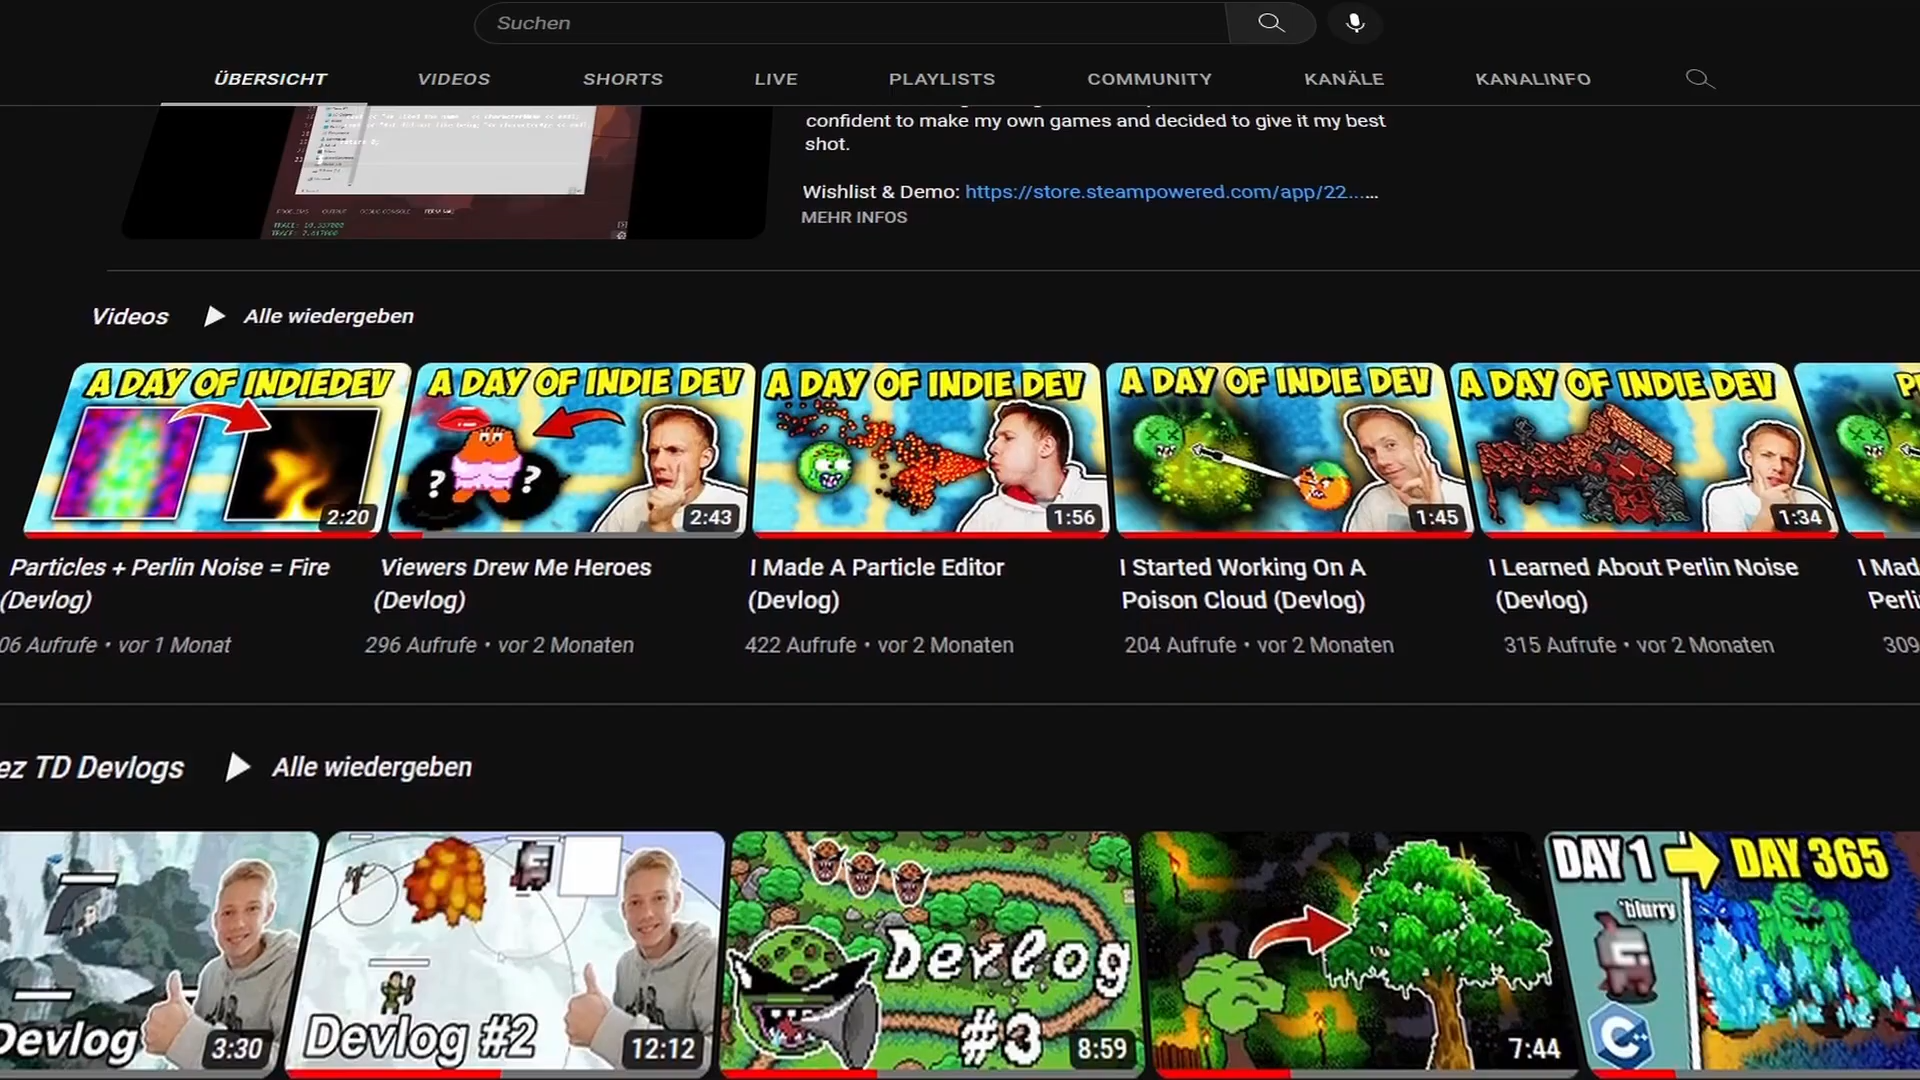 Suchen
ÜBERSICHT VIDEOS SHORTS LIVE PLAYLISTS COMMUNITY KANÄLE KANALINFO
confident to make my own games and decided to give it my best
shot.
Wishlist & Demo: https://store.steampowered.com/app/22......
MEHR INFOS
Videos Alle wiedergeben
A DAY OF INDIEDEV
2:20
A DAY OF INDIE DEV
? ?
2:43
A DAY OF INDIE DEV
1:56
A DAY OF INDIE DEV
1:45
A DAY OF INDIE DEV
1:34
Particles + Perlin Noise = Fire
(Devlog)
06 Aufrufe • vor 1 Monat
Viewers Drew Me Heroes
(Devlog)
296 Aufrufe • vor 2 Monaten
I Made A Particle Editor
(Devlog)
422 Aufrufe • vor 2 Monaten
I Started Working On A
Poison Cloud (Devlog)
204 Aufrufe • vor 2 Monaten
I Learned About Perlin Noise
(Devlog)
315 Aufrufe • vor 2 Monaten
I Mad
Perli
309
ez TD Devlogs Alle wiedergeben
Devlog
3:30
Devlog #2
12:12
Devlog
#3
8:59
7:44
DAY 1 DAY 365
*blurry
C++